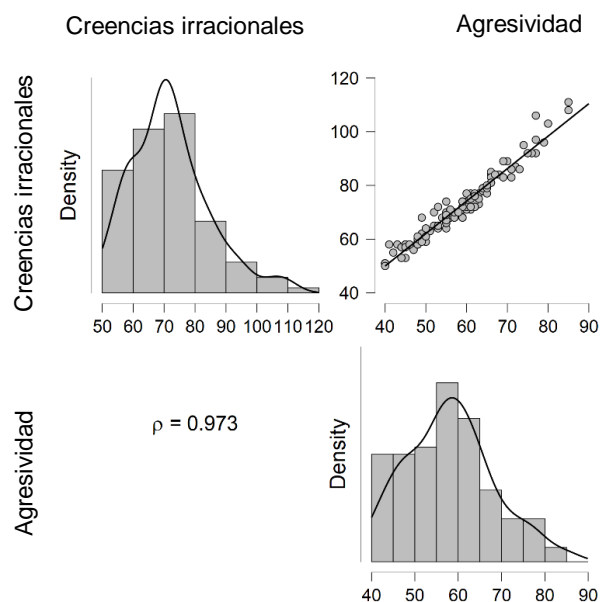 Creencias irracionales
Agresividad
Creencias irracionales
Density
50 60 70 80 90 100 110 120
120
100
80
60
40
40 50 60 70 80 90
Agresividad
ρ = 0.973
Density
40 50 60 70 80 90